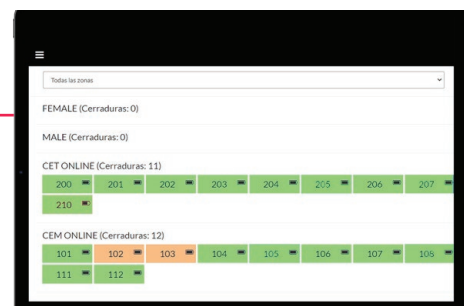 Todas las zonas
FEMALE (Cerraduras: 0)
MALE (Cerraduras: 0)
CET ONLINE (Cerraduras: 11)
200 201 202 203 204 205 206 207
210
CEM ONLINE (Cerraduras: 12)
101 102 103 104 105 106 107 108
111 112